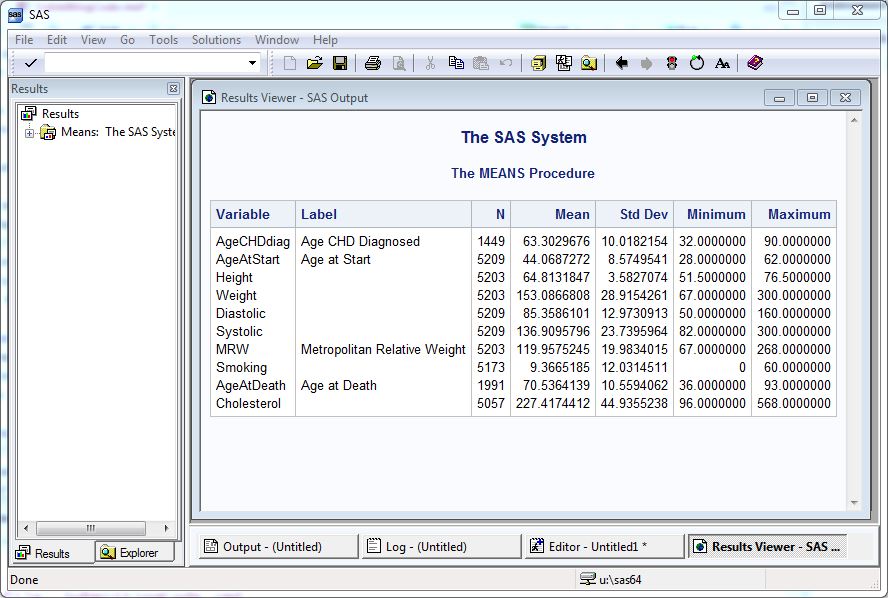 SAS
File Edit View Go Tools Solutions Window Help
Results
Results
Means: The SAS Syste
Results Explorer
Results Viewer - SAS Output
The SAS System
The MEANS Procedure
Variable Label N Mean Std Dev Minimum Maximum
AgeCHDdiag Age CHD Diagnosed 1449 63.3029676 10.0182154 32.0000000 90.0000000
AgeAtStart Age at Start 5209 44.0687272 8.5749541 28.0000000 62.0000000
Height 5203 64.8131847 3.5827074 51.5000000 76.5000000
Weight 5203 153.0866808 28.9154261 67.0000000 300.0000000
Diastolic 5209 85.3586101 12.9730913 50.0000000 160.0000000
Systolic 5209 136.9095796 23.7395964 82.0000000 300.0000000
MRW Metropolitan Relative Weight 5203 119.9575245 19.9834015 67.0000000 268.0000000
Smoking 5173 9.3665185 12.0314511 0 60.0000000
AgeAtDeath Age at Death 1991 70.5364139 10.5594062 36.0000000 93.0000000
Cholesterol 5057 227.4174412 44.9355238 96.0000000 568.0000000
Output - (Untitled) Log - (Untitled) Editor - Untitled1 * Results Viewer - SAS ...
Done u:\sas64